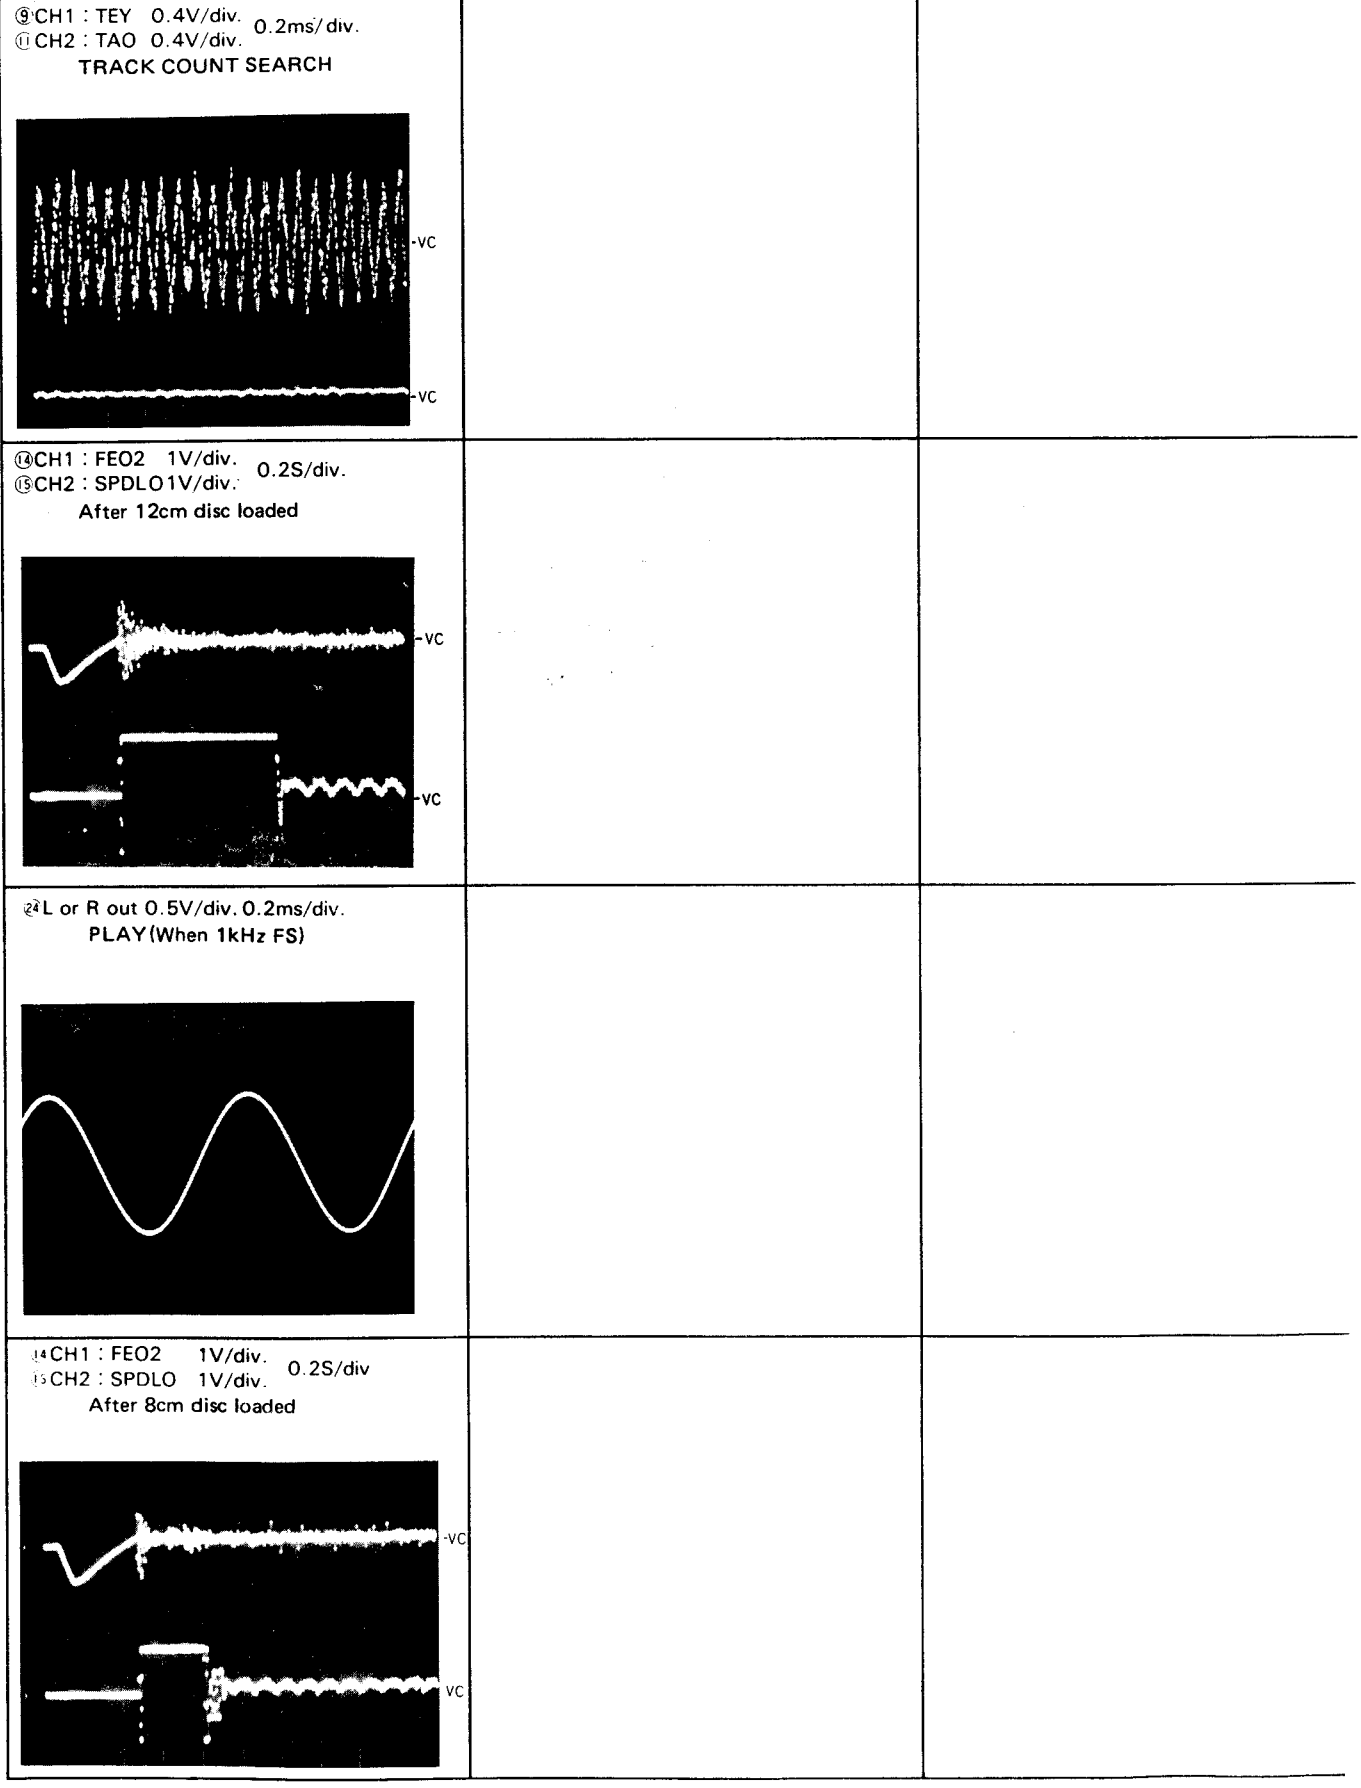 ⑨CH1 : TEY 0.4V/div. 0.2ms/div.
⑪CH2 : TAO 0.4V/div.
TRACK COUNT SEARCH
-VC
-VC
⑭CH1 : FEO2 1V/div. 0.2S/div.
⑮CH2 : SPDLO 1V/div.
After 12cm disc loaded
-VC
-VC
㉔L or R out 0.5V/div. 0.2ms/div.
PLAY(When 1kHz FS)
⑭CH1 : FEO2 1V/div. 0.2S/div
⑮CH2 : SPDLO 1V/div.
After 8cm disc loaded
-VC
VC